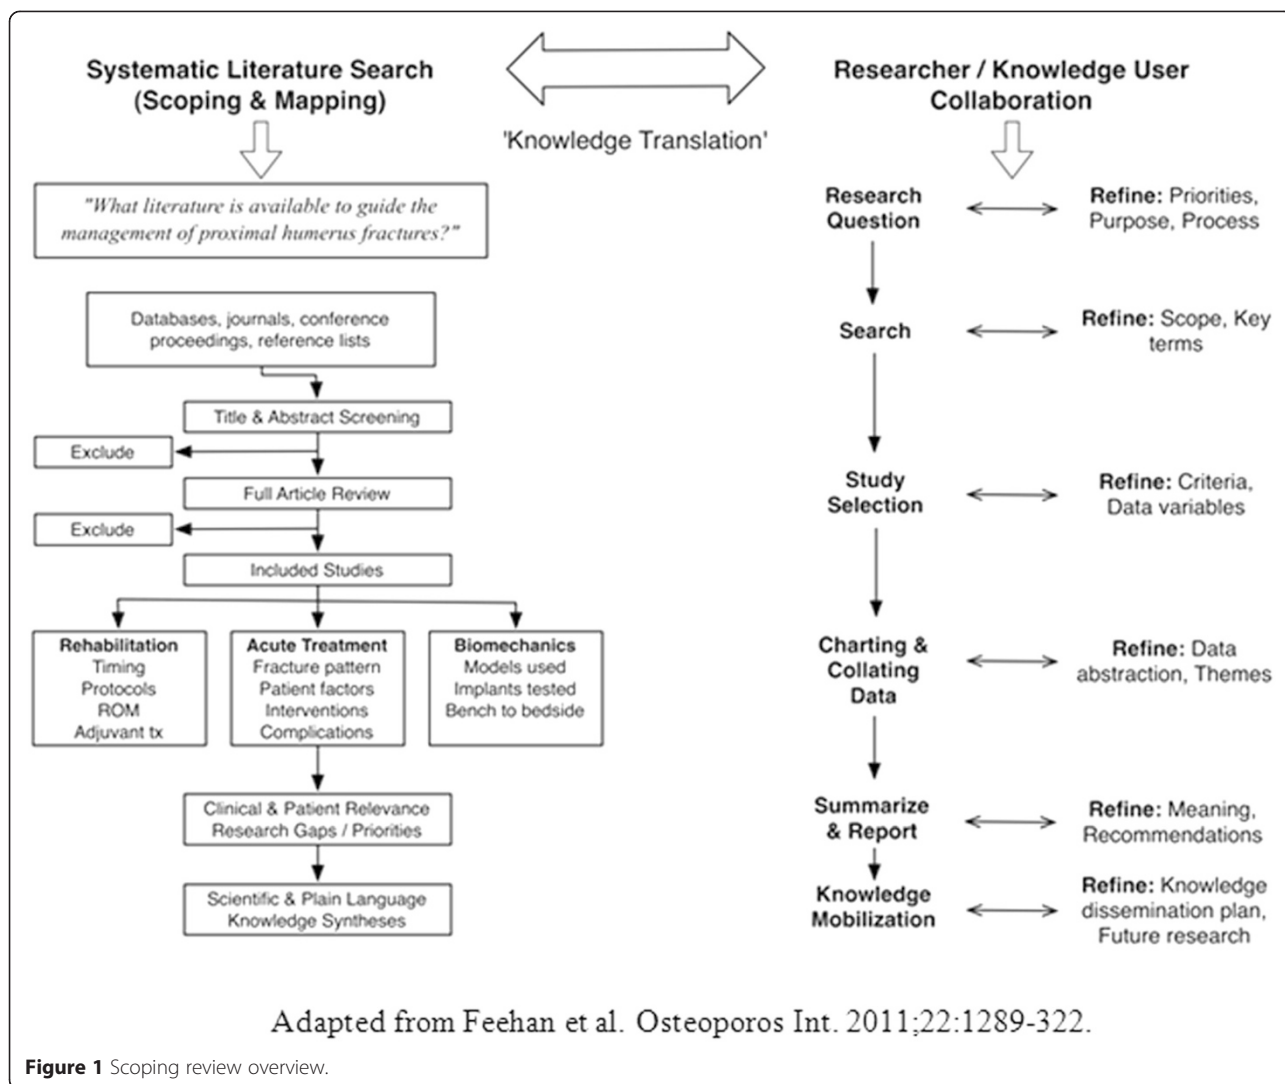 Systematic Literature Search
(Scoping & Mapping)
'Knowledge Translation'
Researcher / Knowledge User
Collaboration
"What literature is available to guide the
management of proximal humerus fractures?"
Databases, journals, conference
proceedings, reference lists
Title & Abstract Screening
Exclude
Full Article Review
Exclude
Included Studies
Rehabilitation
Timing
Protocols
ROM
Adjuvant tx
Acute Treatment
Fracture pattern
Patient factors
Interventions
Complications
Biomechanics
Models used
Implants tested
Bench to bedside
Clinical & Patient Relevance
Research Gaps / Priorities
Scientific & Plain Language
Knowledge Syntheses
Research
Question
Refine: Priorities,
Purpose, Process
Search
Refine: Scope, Key
terms
Study
Selection
Refine: Criteria,
Data variables
Charting &
Collating
Data
Refine: Data
abstraction, Themes
Summarize
& Report
Refine: Meaning,
Recommendations
Knowledge
Mobilization
Refine: Knowledge
dissemination plan,
Future research
Adapted from Feehan et al. Osteoporos Int. 2011;22:1289-322.
Figure 1 Scoping review overview.